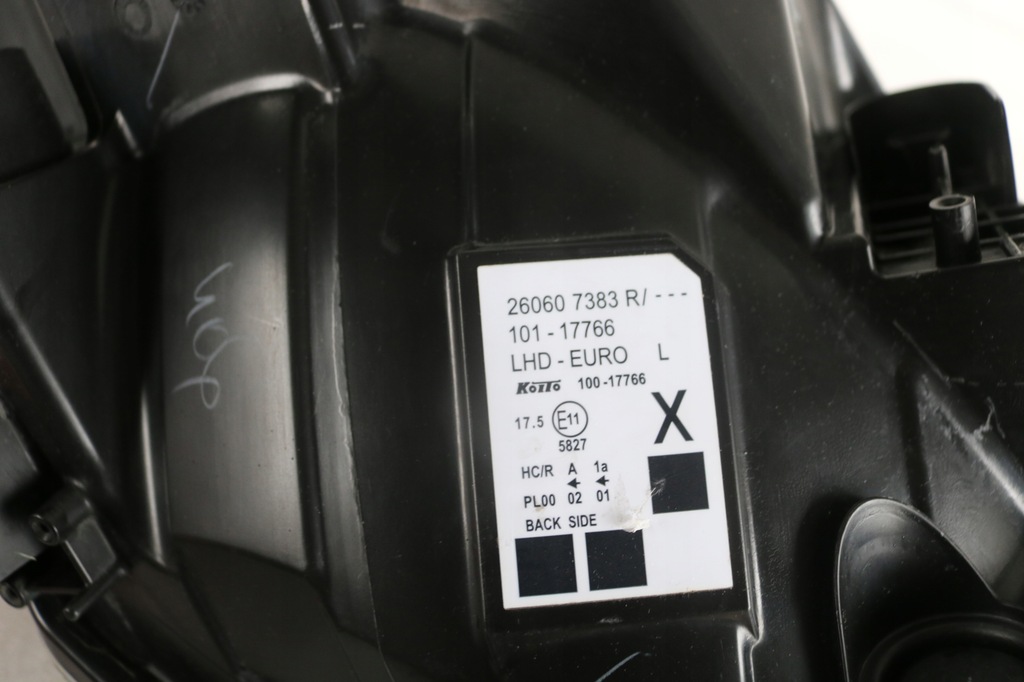 26060 7383 R/ ---
101-17766
LHD - EURO L
KOITO 100-17766
X
17.5 E11
5827
HC/R A 1a
PL00 02 01
BACK SIDE